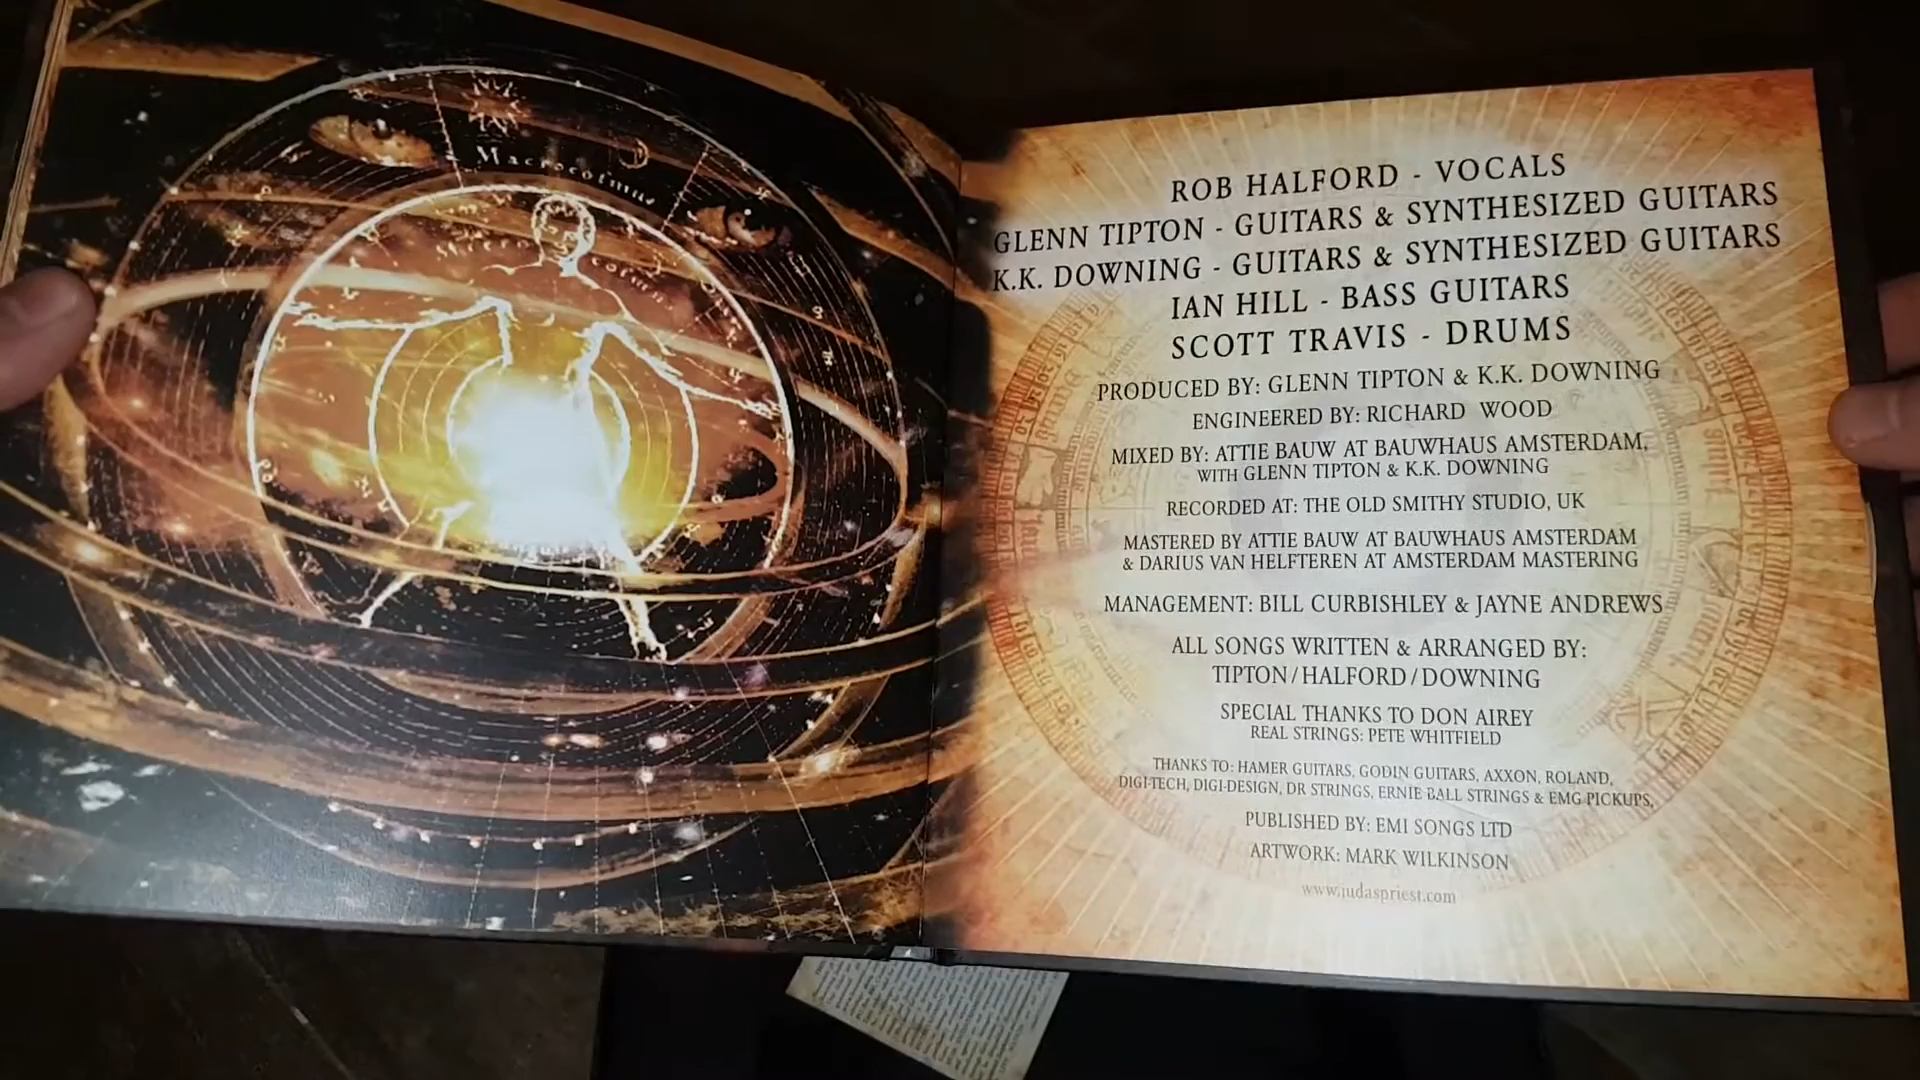 Macrocosmus
ROB HALFORD - VOCALS
GLENN TIPTON - GUITARS & SYNTHESIZED GUITARS
K.K. DOWNING - GUITARS & SYNTHESIZED GUITARS
IAN HILL - BASS GUITARS
SCOTT TRAVIS - DRUMS
PRODUCED BY: GLENN TIPTON & K.K. DOWNING
ENGINEERED BY: RICHARD WOOD
MIXED BY: ATTIE BAUW AT BAUWHAUS AMSTERDAM,
WITH GLENN TIPTON & K.K. DOWNING
RECORDED AT: THE OLD SMITHY STUDIO, UK
MASTERED BY ATTIE BAUW AT BAUWHAUS AMSTERDAM
& DARIUS VAN HELFTEREN AT AMSTERDAM MASTERING
MANAGEMENT: BILL CURBISHLEY & JAYNE ANDREWS
ALL SONGS WRITTEN & ARRANGED BY:
TIPTON/HALFORD/DOWNING
SPECIAL THANKS TO DON AIREY
REAL STRINGS: PETE WHITFIELD
THANKS TO: HAMER GUITARS, GODIN GUITARS, AXXON, ROLAND,
DIGI-TECH, DIGI-DESIGN, DR STRINGS, ERNIE BALL STRINGS & EMG PICKUPS,
PUBLISHED BY: EMI SONGS LTD
ARTWORK: MARK WILKINSON
www.judaspriest.com